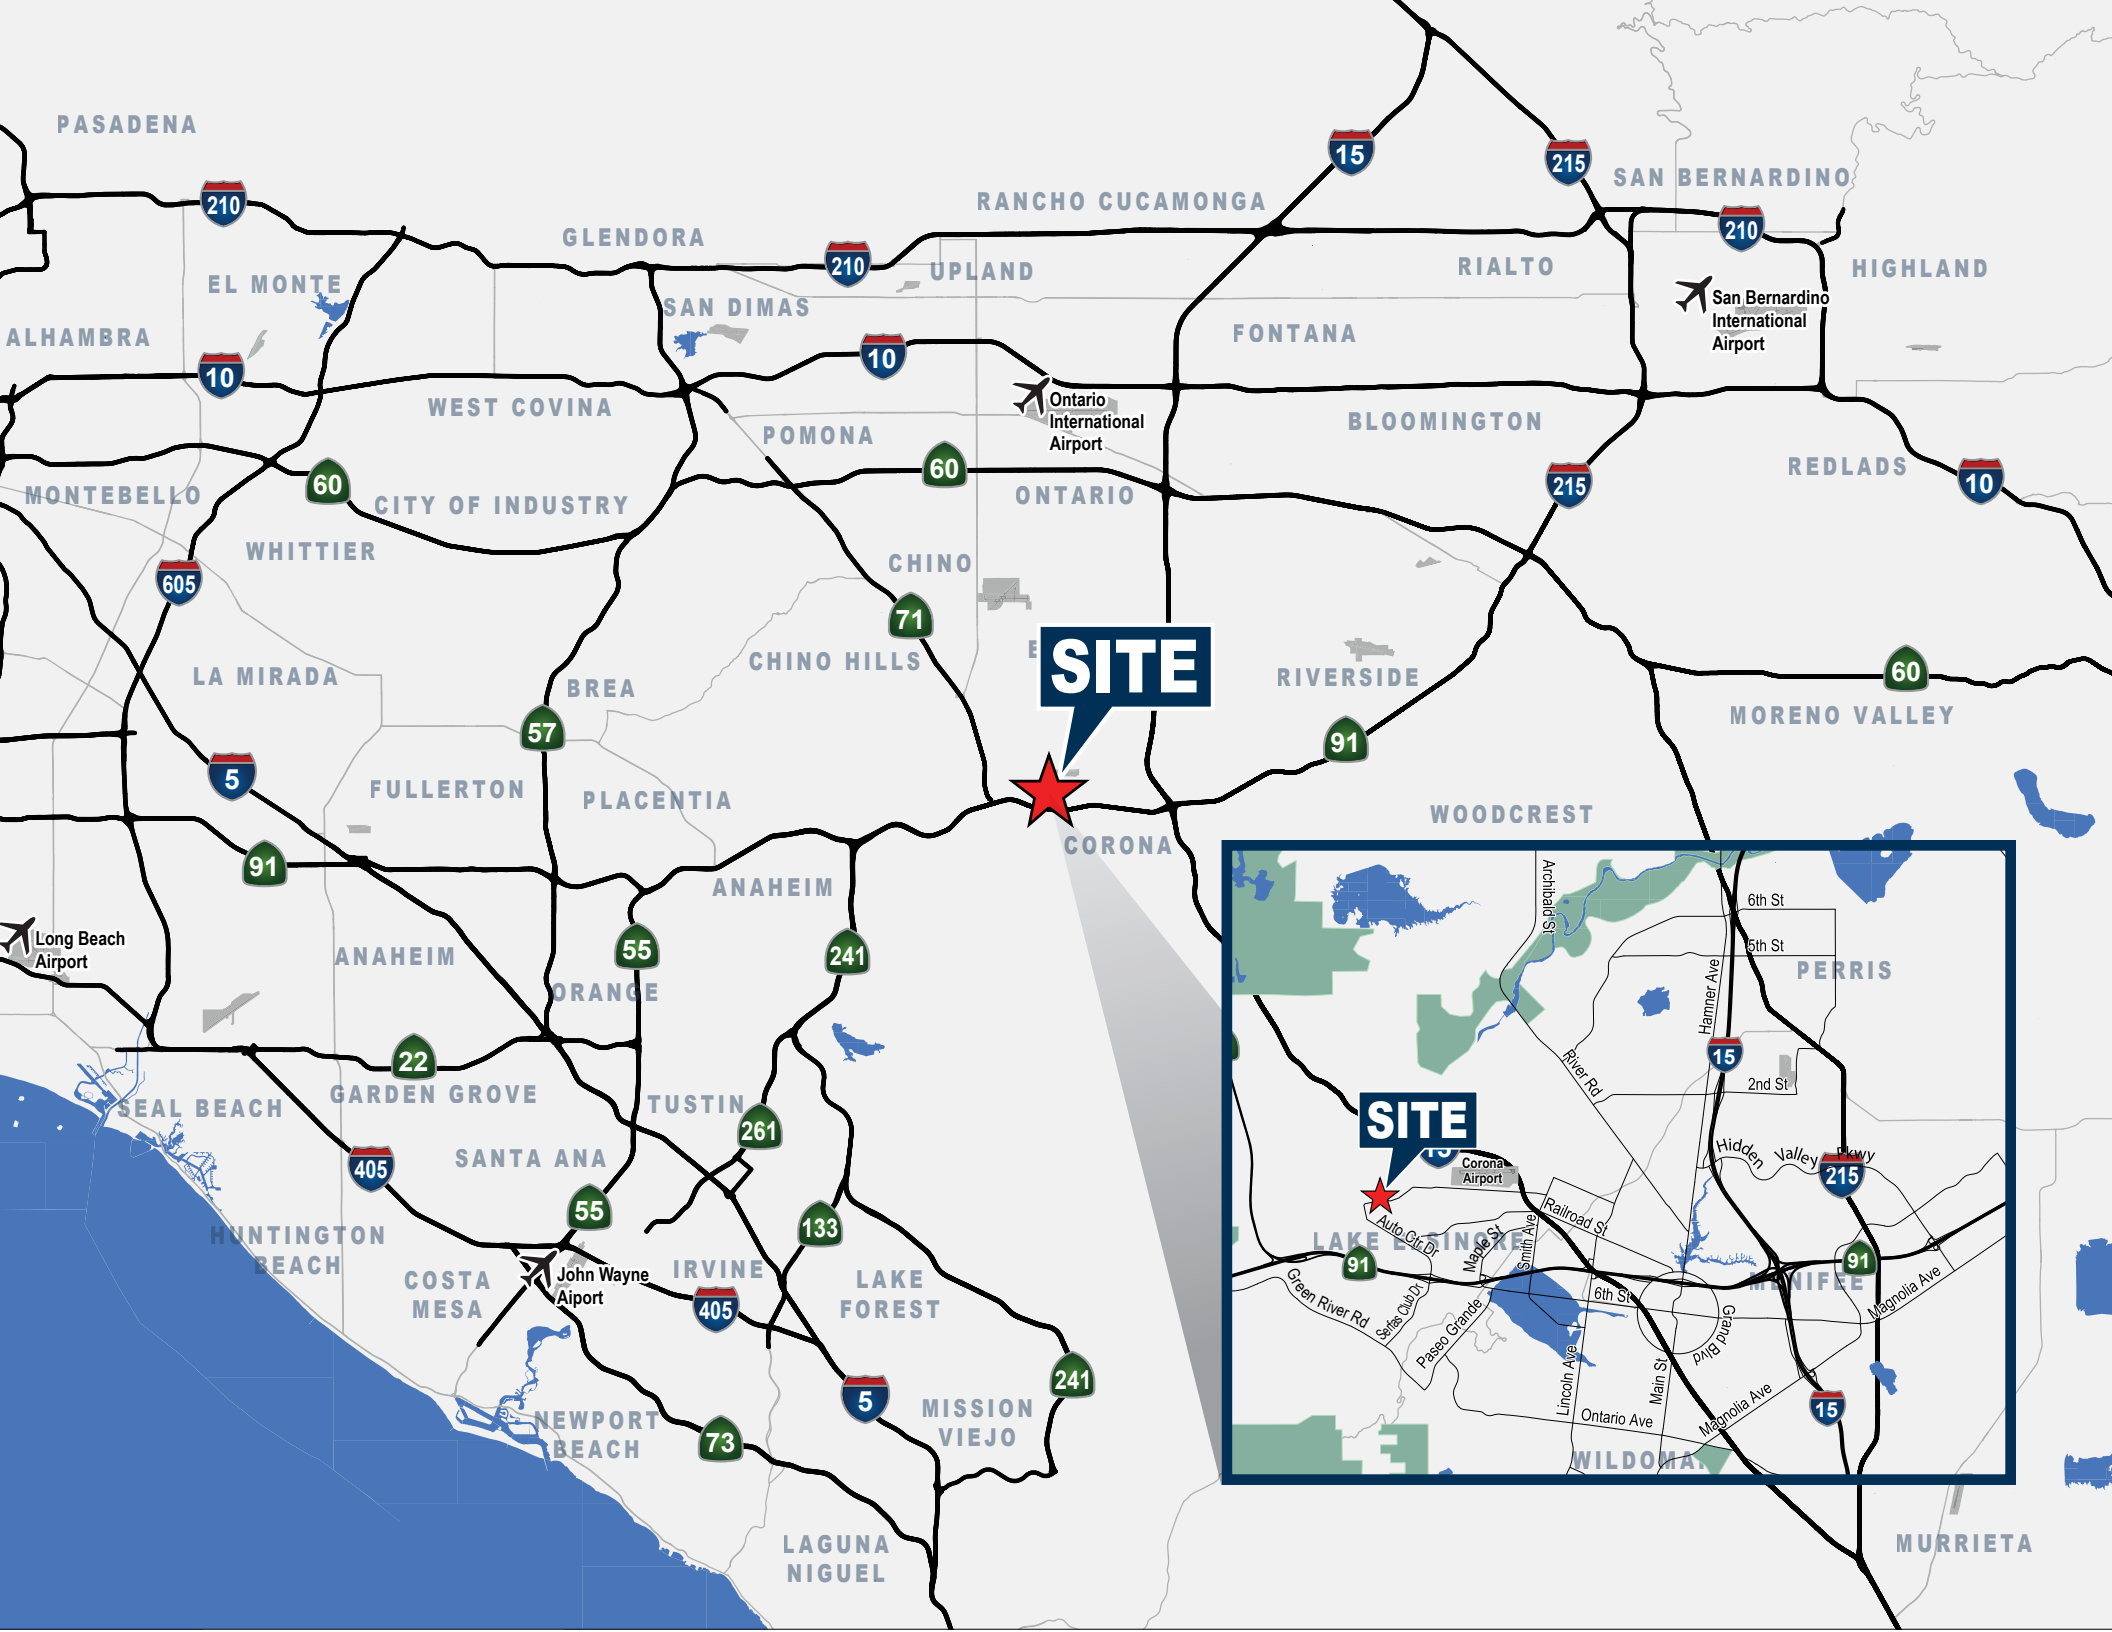 PASADENA
15
215
SAN BERNARDINO
210
RANCHO CUCAMONGA
210
GLENDORA
210
UPLAND
RIALTO
HIGHLAND
EL MONTE
SAN DIMAS
San Bernardino
International
Airport
ALHAMBRA
FONTANA
10
10
WEST COVINA
Ontario
International
Airport
POMONA
BLOOMINGTON
60
60
215
REDLADS
10
MONTEBELLO
CITY OF INDUSTRY
ONTARIO
WHITTIER
CHINO
605
71
SITE
LA MIRADA
CHINO HILLS
RIVERSIDE
60
BREA
MORENO VALLEY
57
91
5
FULLERTON
PLACENTIA
WOODCREST
CORONA
91
ANAHEIM
Long Beach
Airport
ANAHEIM
55
241
ORANGE
22
GARDEN GROVE
SEAL BEACH
TUSTIN
261
405
SANTA ANA
55
133
HUNTINGTON
BEACH
COSTA
MESA
John Wayne
Aiport
IRVINE
405
LAKE
FOREST
241
5
MISSION
VIEJO
NEWPORT
BEACH
73
LAGUNA
NIGUEL
Archibald St
6th St
5th St
PERRIS
Hamner Ave
15
River Rd
2nd St
SITE
15
Corona
Airport
Hidden Valley Pkwy
215
Railroad St
Auto Ctr Dr
LAKE ELSINORE
Maple St
Smith Ave
91
91
MENIFEE
Green River Rd
Serfas Club Dr
Paseo Grande
6th St
Grand Blvd
Magnolia Ave
Lincoln Ave
Main St
Ontario Ave
Magnolia Ave
15
WILDOMA
MURRIETA